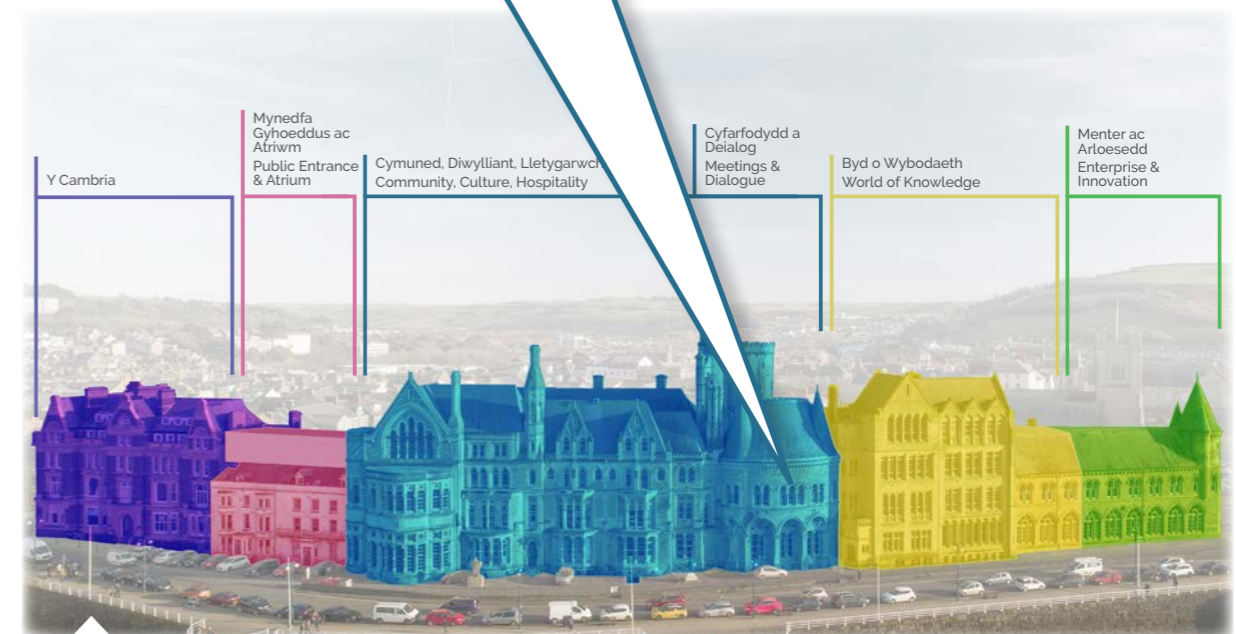 Y Cambria
Mynedfa
Gyhoeddus ac
Atriwm
Public Entrance
& Atrium
Cymuned, Diwylliant,
Community, Culture, Hospitality
Cyfarfodydd a
Deialog
Meetings &
Dialogue
Byd o Wybodaeth
World of Knowledge
Menter ac
Arloesedd
Enterprise &
Innovation